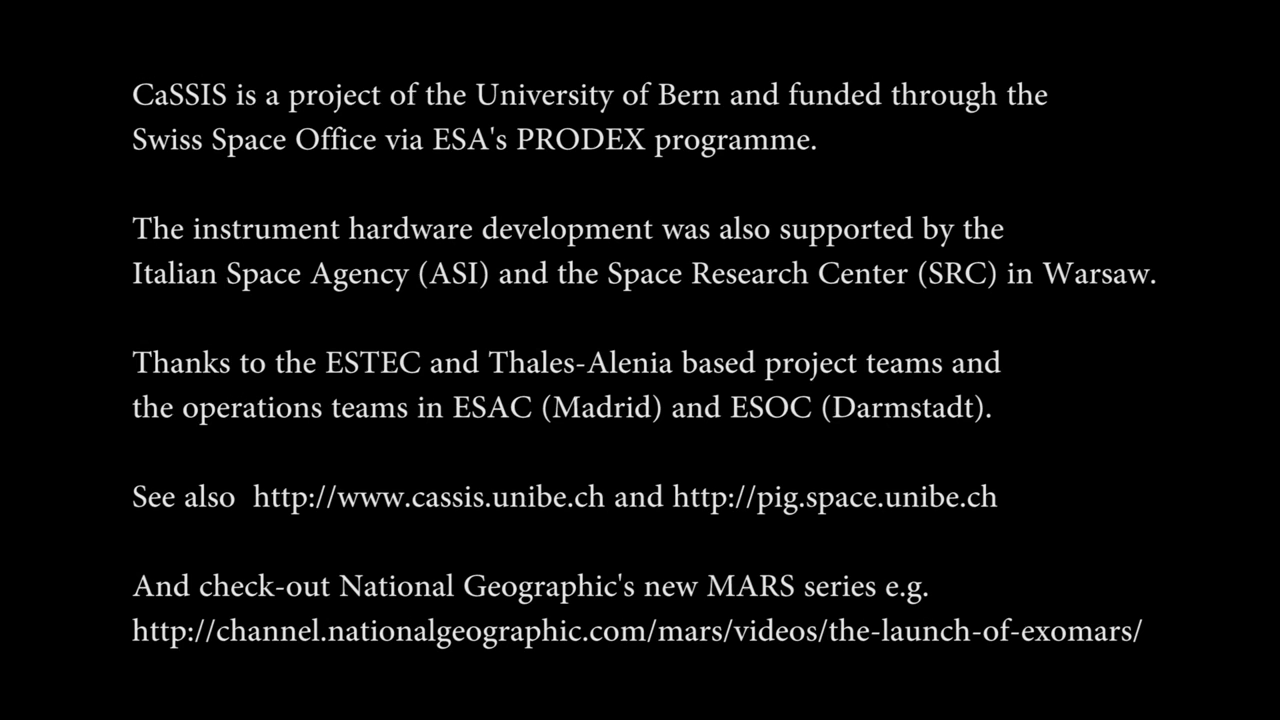 CaSSIS is a project of the University of Bern and funded through the
Swiss Space Office via ESA's PRODEX programme.
The instrument hardware development was also supported by the
Italian Space Agency (ASI) and the Space Research Center (SRC) in Warsaw.
Thanks to the ESTEC and Thales-Alenia based project teams and
the operations teams in ESAC (Madrid) and ESOC (Darmstadt).
See also  http://www.cassis.unibe.ch and http://pig.space.unibe.ch
And check-out National Geographic's new MARS series e.g.
http://channel.nationalgeographic.com/mars/videos/the-launch-of-exomars/